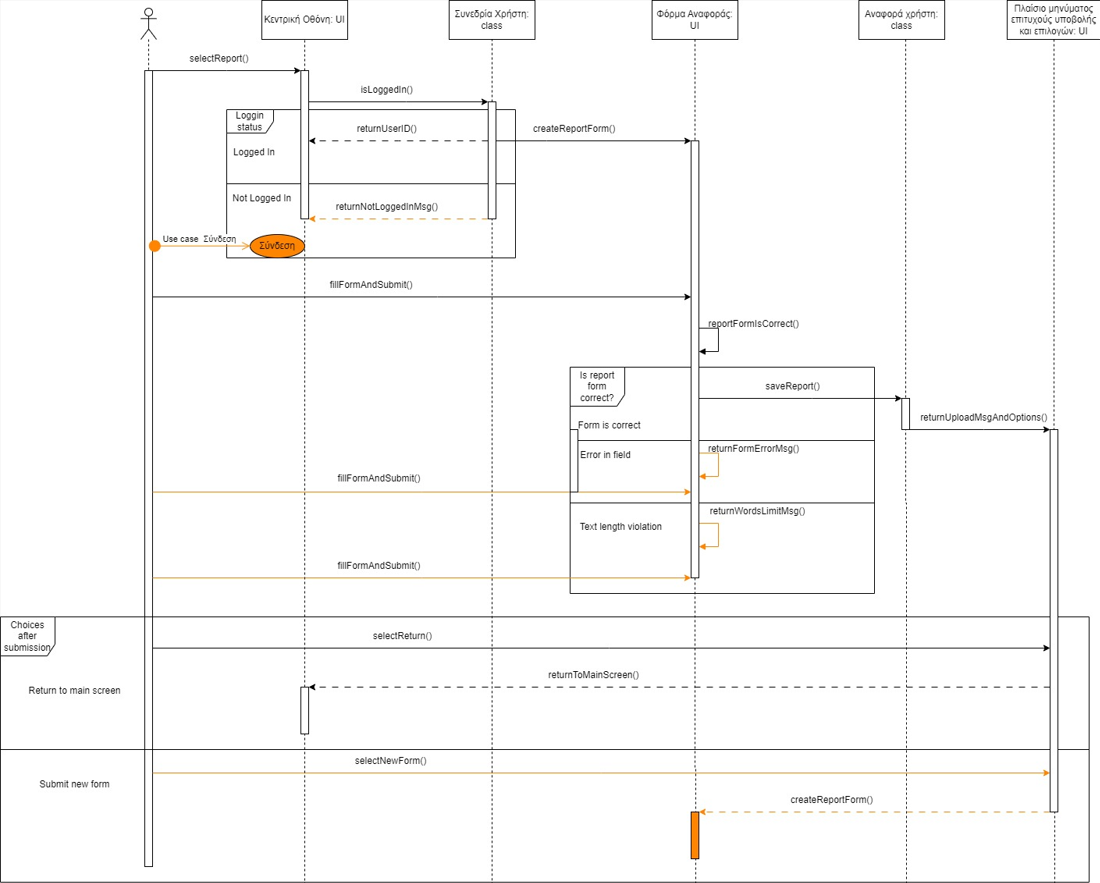 Κεντρική Οθόνη: UI
Συνεδρία Χρήστη:
class
Φόρμα Αναφοράς:
UI
Αναφορά χρήστη:
class
Πλαίσιο μηνύματος
επιτυχούς υποβολής
και επιλογών: UI
selectReport()
isLoggedIn()
Loggin
status
returnUserID()
createReportForm()
Logged In
Not Logged In
returnNotLoggedInMsg()
Use case Σύνδεση
Σύνδεση
fillFormAndSubmit()
reportFormIsCorrect()
Is report
form
correct?
saveReport()
returnUploadMsgAndOptions()
Form is correct
Error in field
returnFormErrorMsg()
fillFormAndSubmit()
returnWordsLimitMsg()
Text length violation
fillFormAndSubmit()
Choices
after
submission
selectReturn()
returnToMainScreen()
Return to main screen
selectNewForm()
Submit new form
createReportForm()